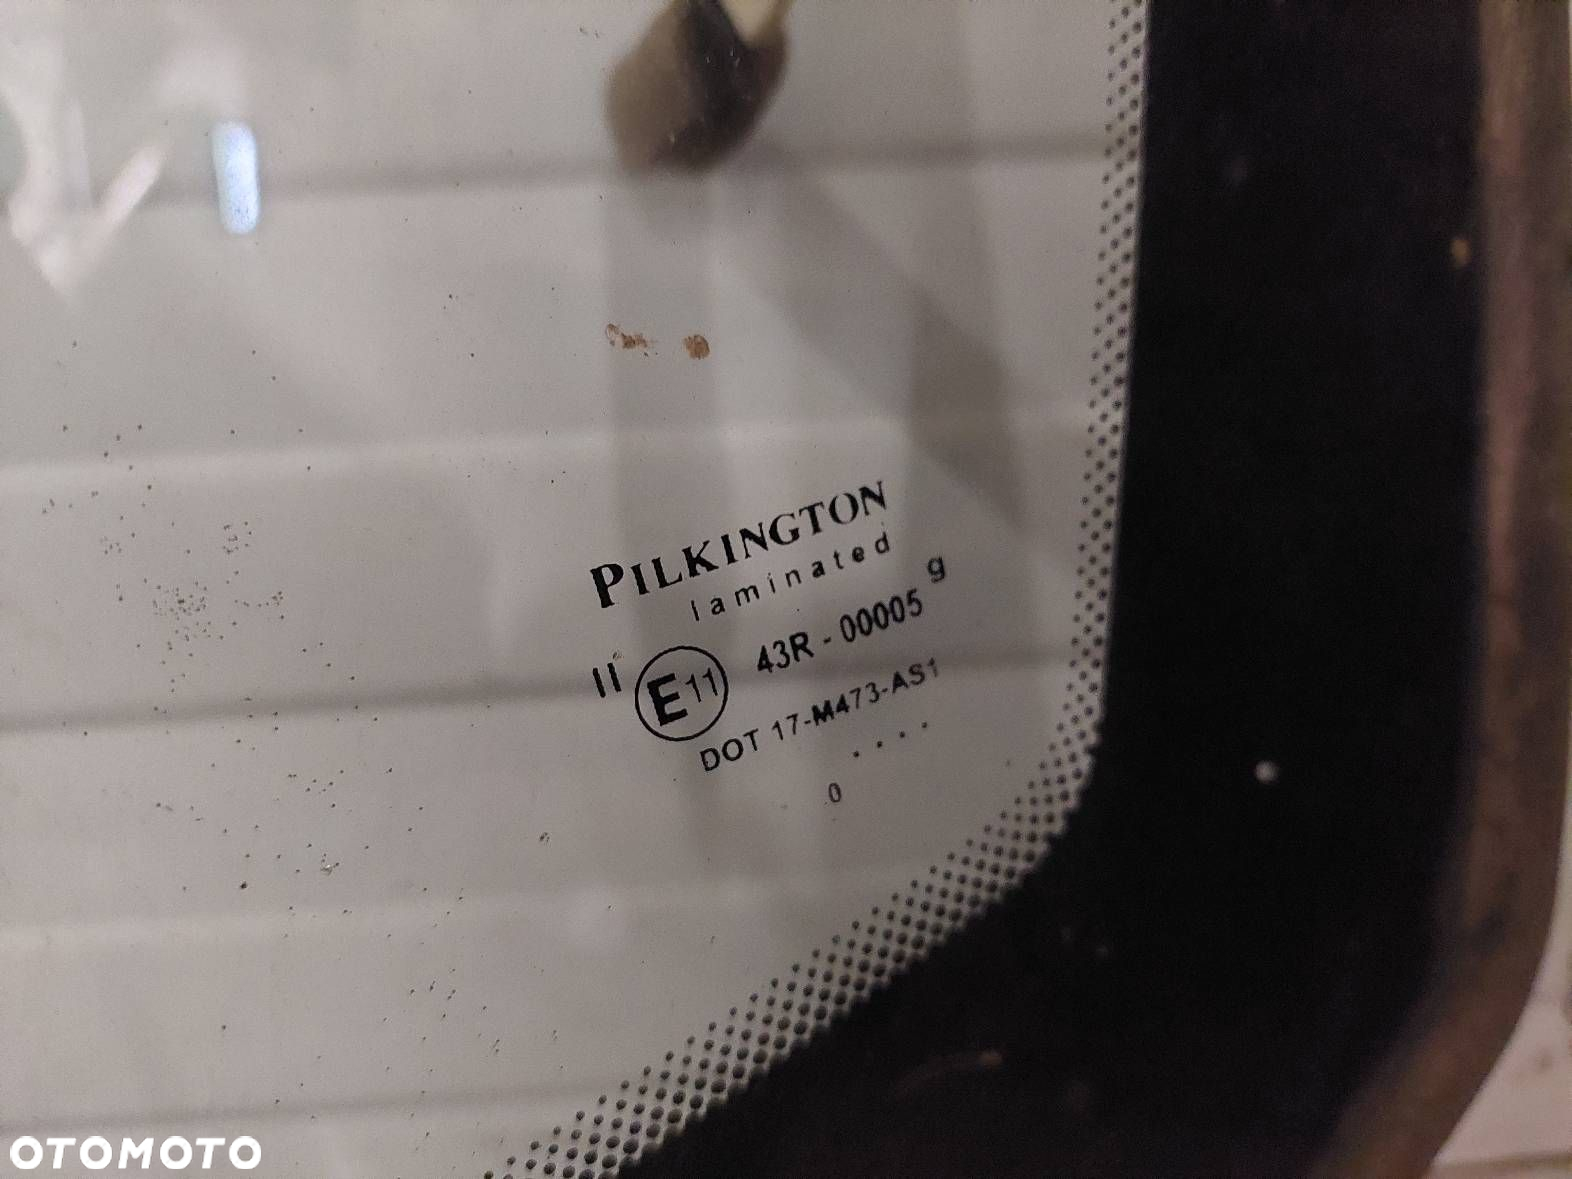 PILKINGTON
laminated
II E11 43R - 00005 g
DOT 17-M473-AS1
. . . .
0
OTOMOTO